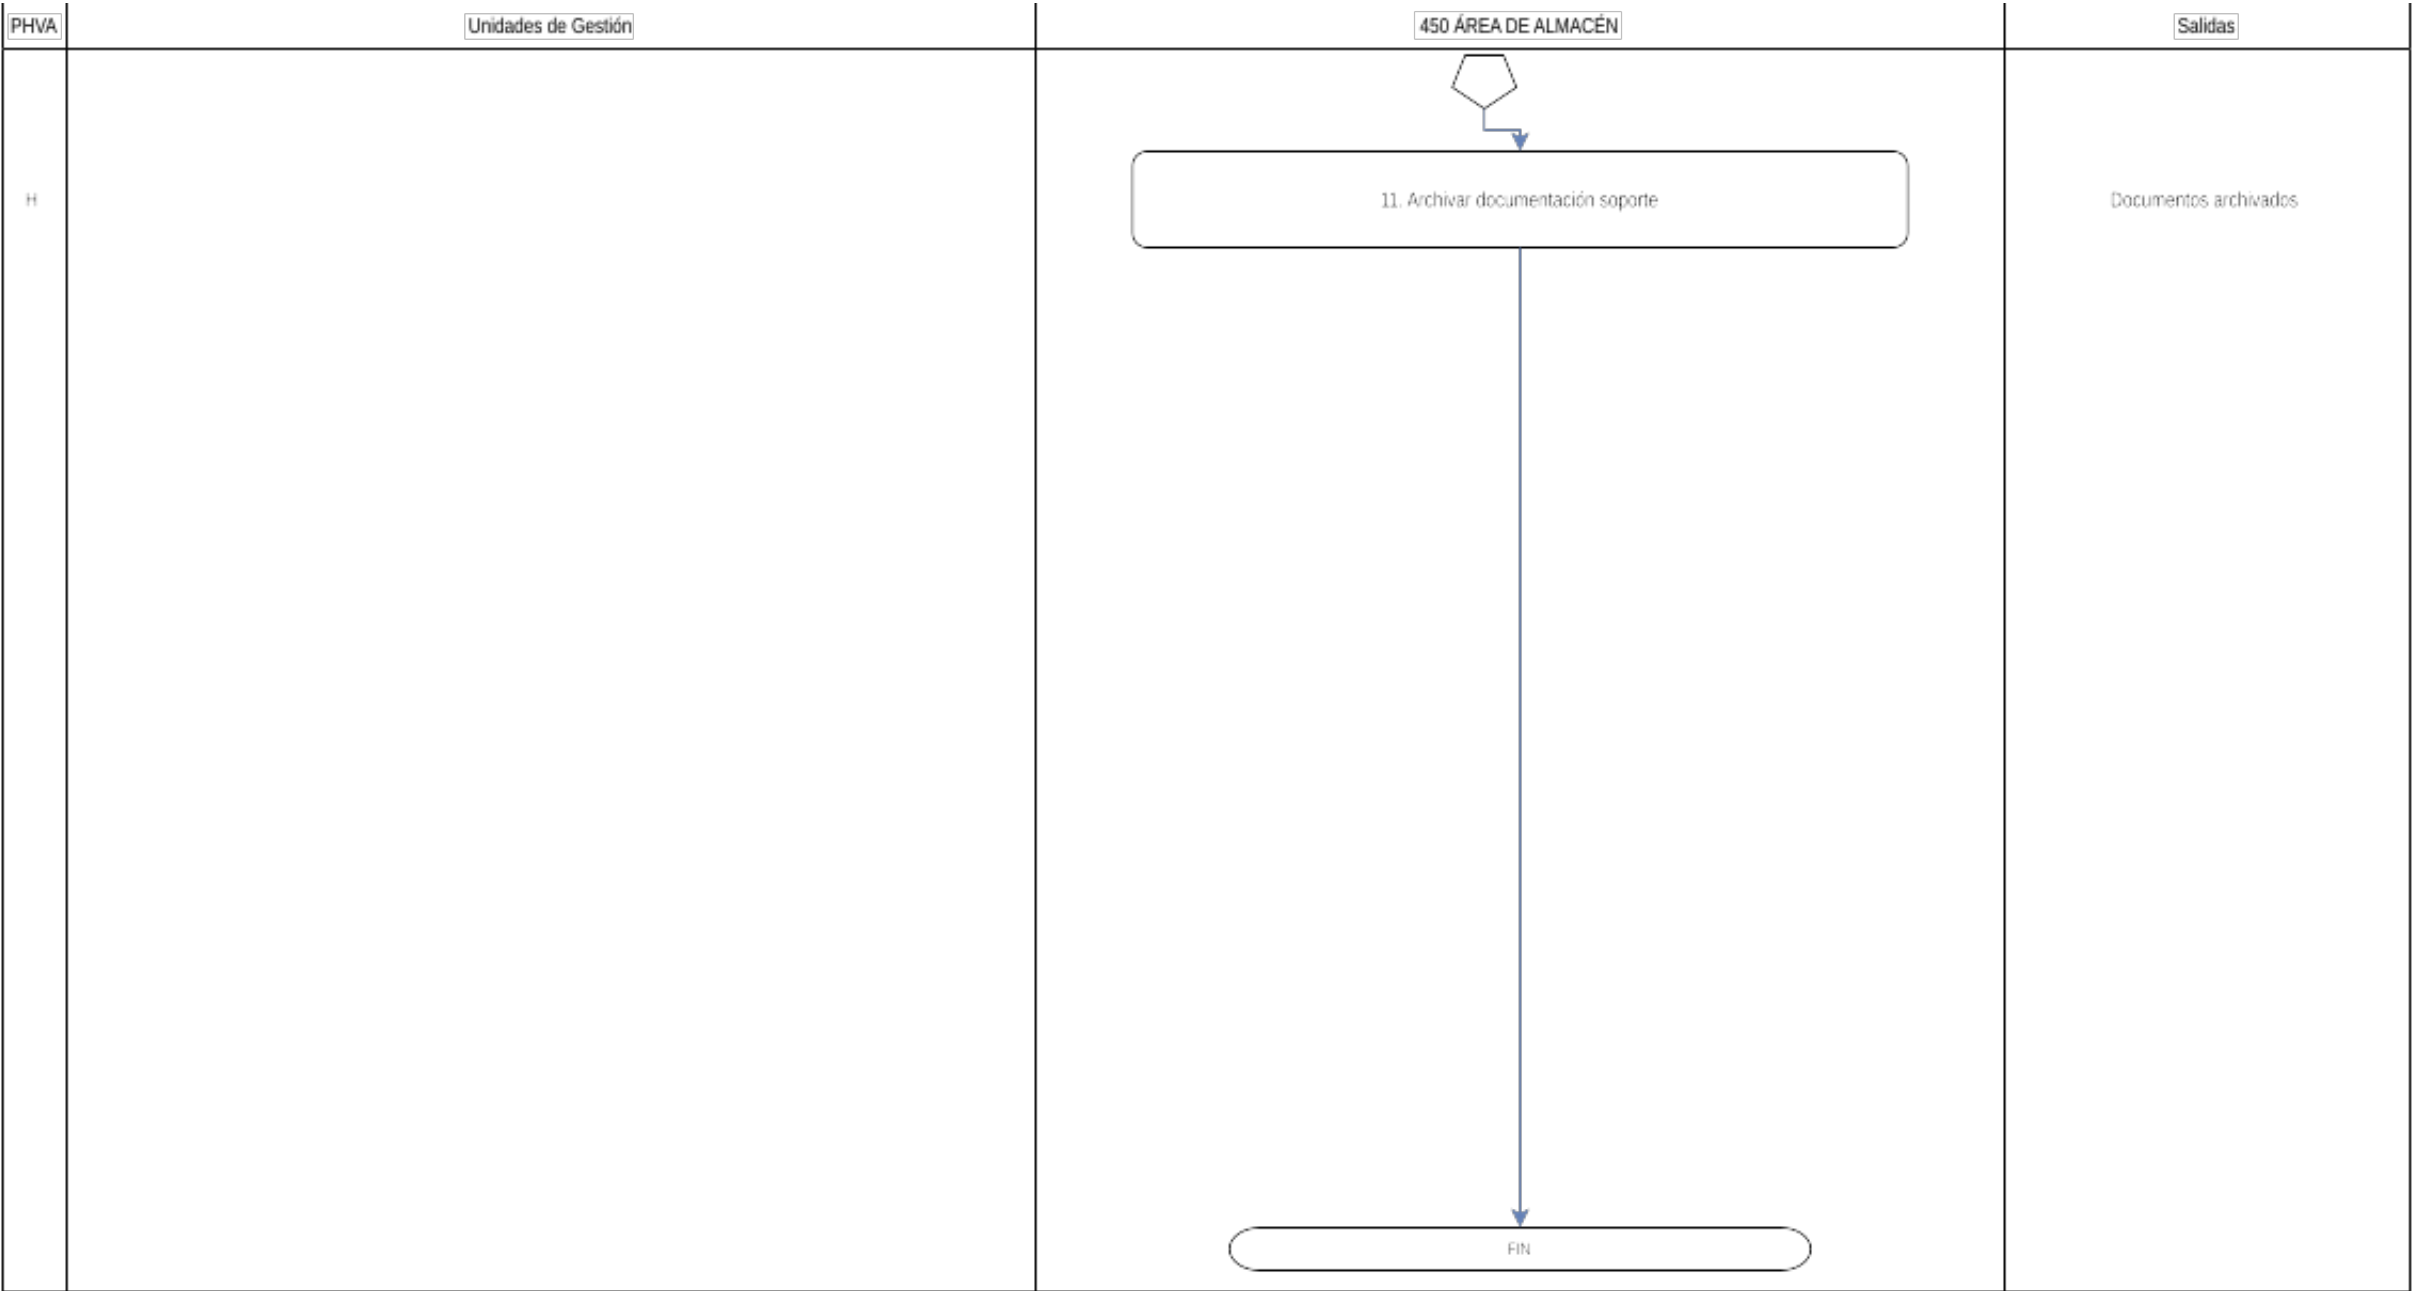 PHVA
Unidades de Gestión
450 ÁREA DE ALMACÉN
Salidas
H
11. Archivar documentación soporte
Documentos archivados
FIN